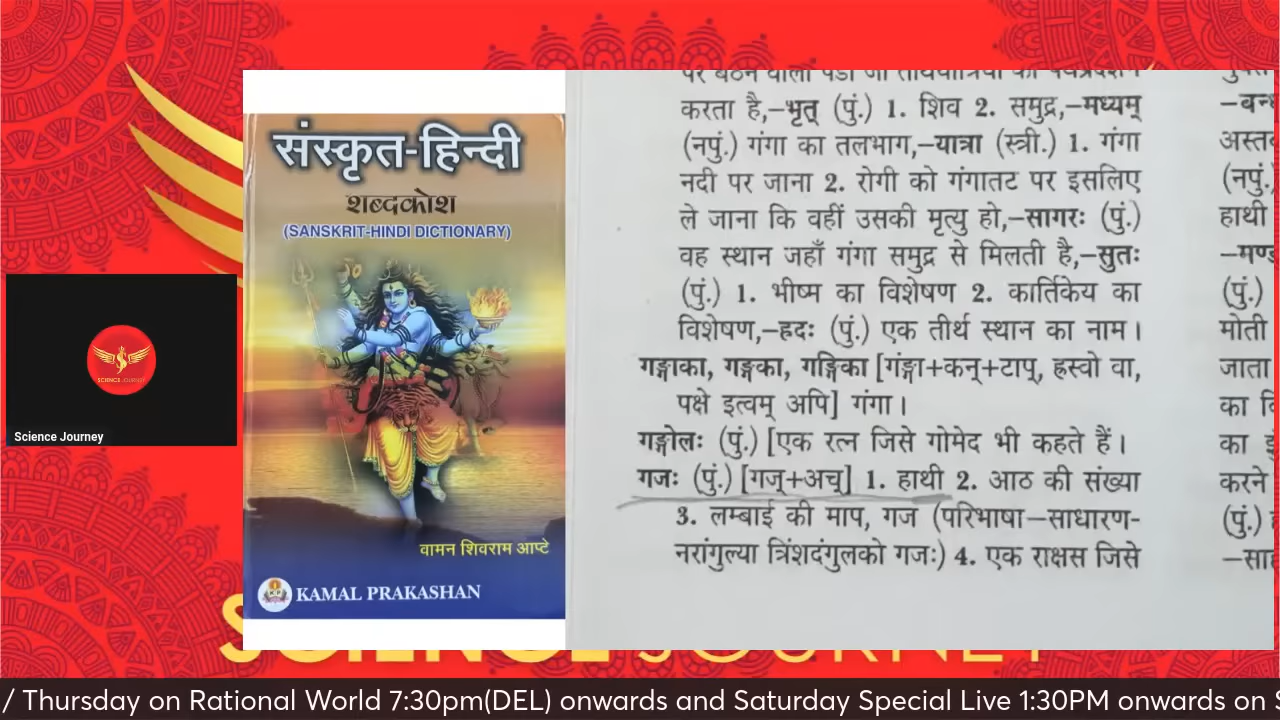 संस्कृत-हिन्दी
शब्दकोश
(SANSKRIT-HINDI DICTIONARY)
वामन शिवराम आप्टे
KAMAL PRAKASHAN
करता है,–भृत् (पुं.) 1. शिव 2. समुद्र,–मध्यम्
(नपुं.) गंगा का तलभाग,–यात्रा (स्त्री.) 1. गंगा
नदी पर जाना 2. रोगी को गंगातट पर इसलिए
ले जाना कि वहीं उसकी मृत्यु हो,–सागरः (पुं.)
वह स्थान जहाँ गंगा समुद्र से मिलती है,–सुतः
(पुं.) 1. भीष्म का विशेषण 2. कार्तिकेय का
विशेषण,–ह्रदः (पुं.) एक तीर्थ स्थान का नाम।
गङ्गाका, गङ्गका, गङ्गिका [गंङ्गा+कन्+टाप्, ह्रस्वो वा,
पक्षे इत्वम् अपि] गंगा।
गङ्गोलः (पुं.) [एक रत्न जिसे गोमेद भी कहते हैं।
गजः (पुं.) [गज्+अच्] 1. हाथी 2. आठ की संख्या
3. लम्बाई की माप, गज (परिभाषा–साधारण-
नरांगुल्या त्रिंशदंगुलको गजः) 4. एक राक्षस जिसे
(नपुं.)
हाथी
(पुं.)
मोती
जाता
का
का
करने
(पुं.)
SCIENCE JOURNEY
Science Journey
SCIENCE JOURNEY
/ Thursday on Rational World 7:30pm(DEL) onwards and Saturday Special Live 1:30PM onwards on S